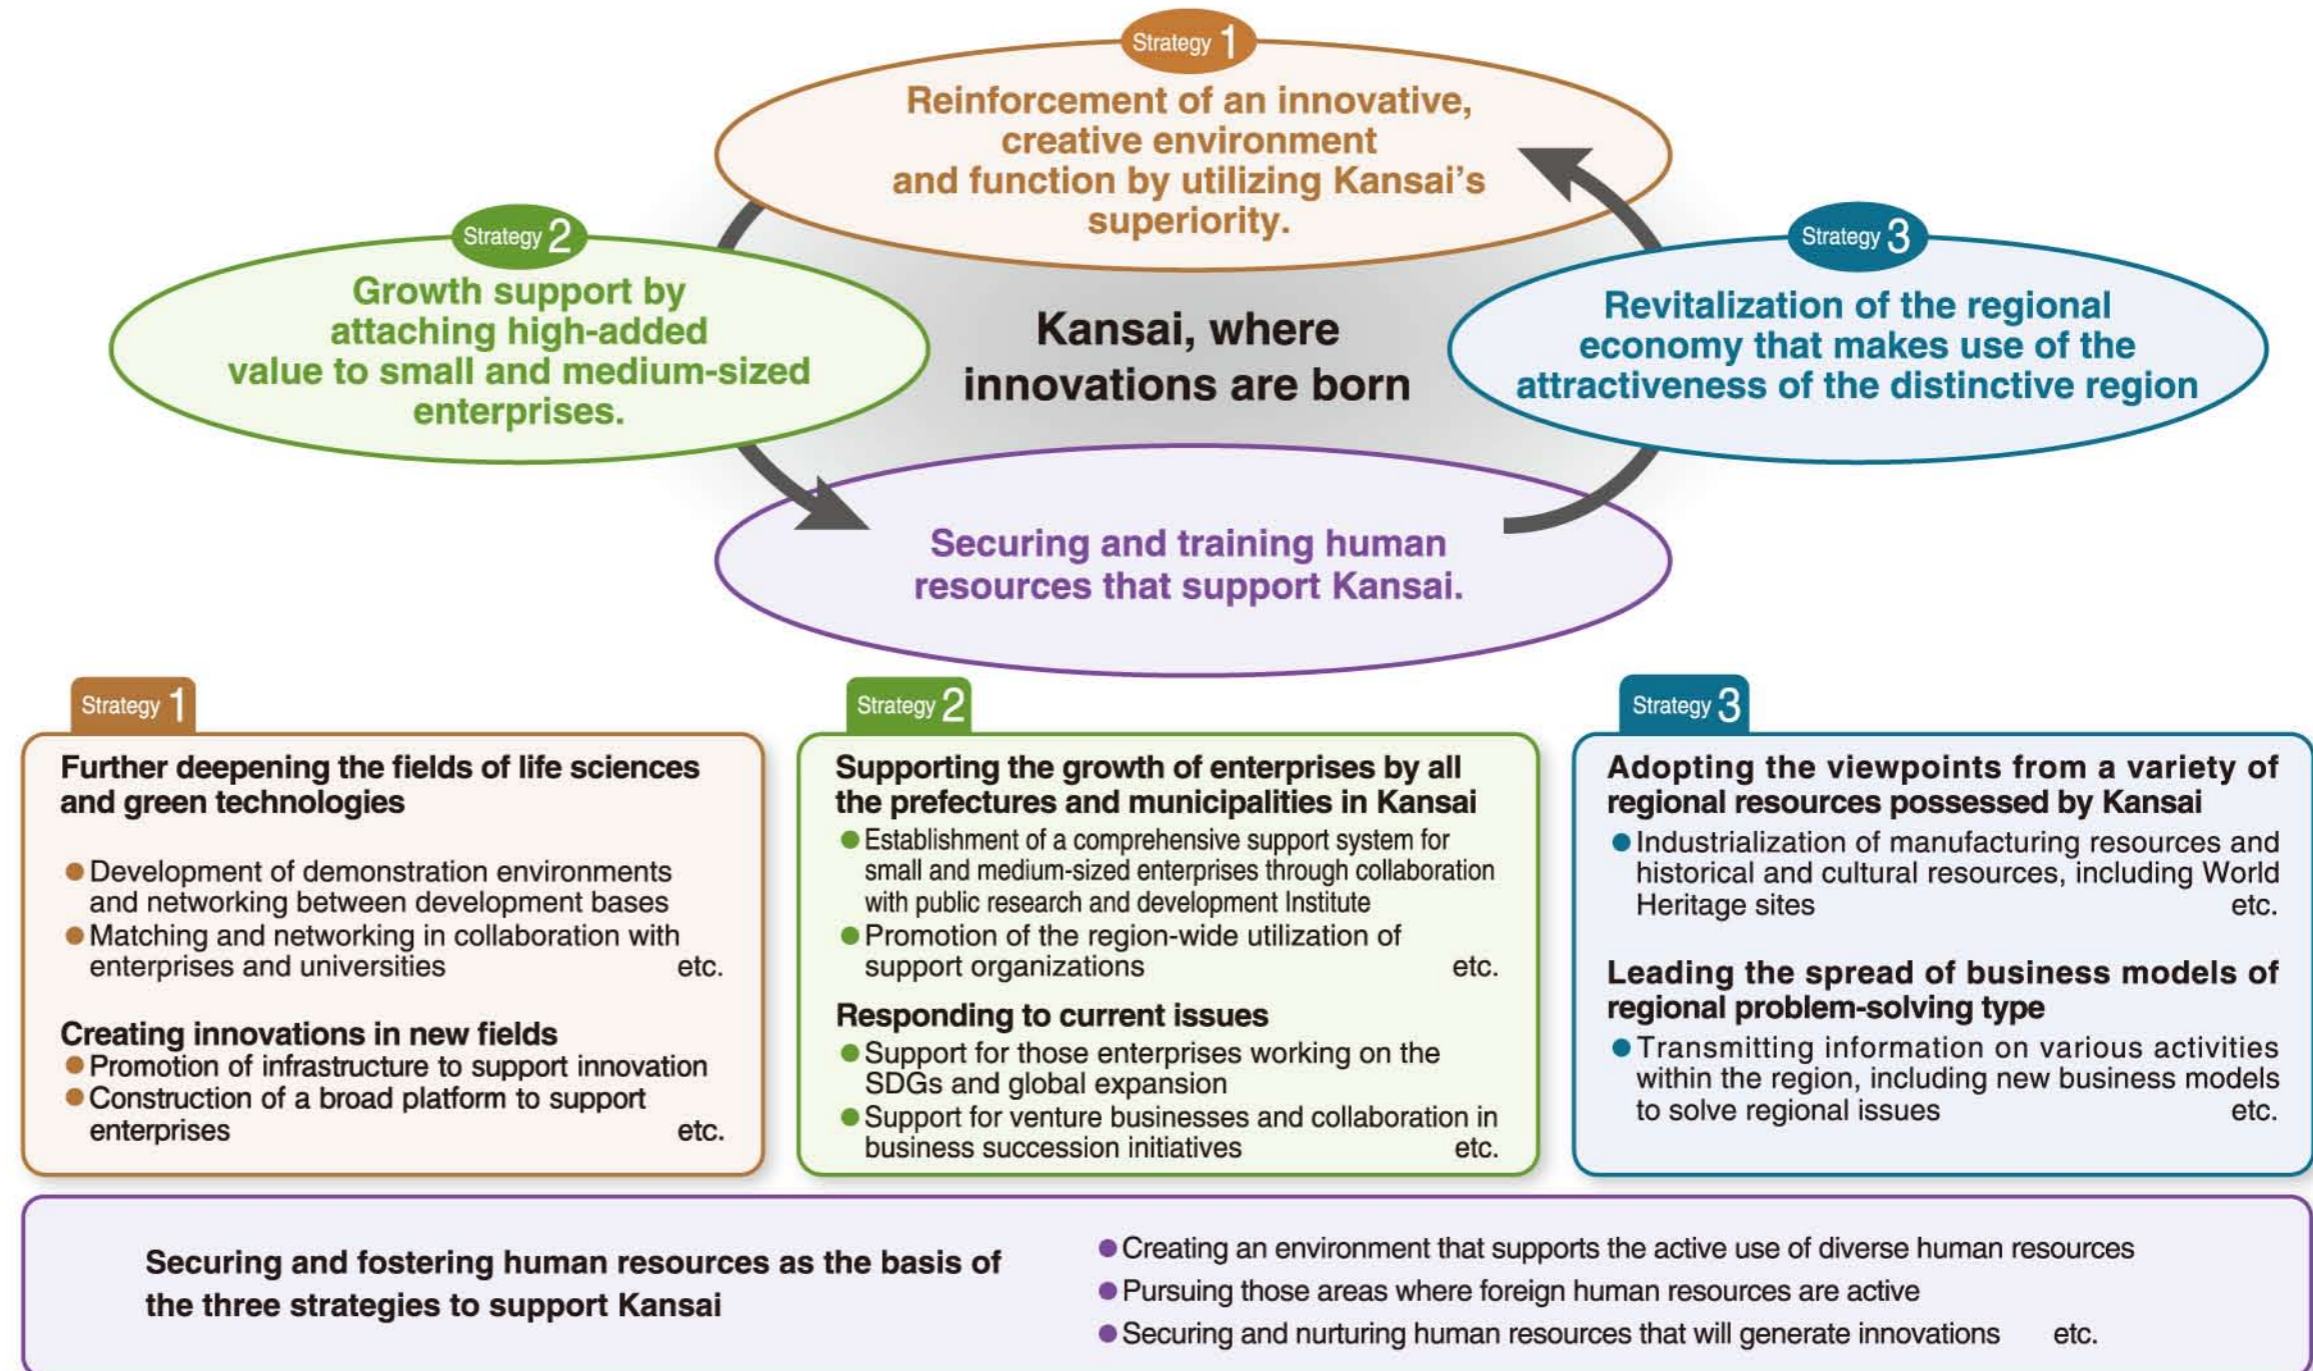 Strategy 1
Reinforcement of an innovative,
creative environment
and function by utilizing Kansai's
superiority.
Strategy 2
Growth support by
attaching high-added
value to small and medium-sized
enterprises.
Kansai, where
innovations are born
Strategy 3
Revitalization of the regional
economy that makes use of the
attractiveness of the distinctive region
Securing and training human
resources that support Kansai.
Strategy 1
Further deepening the fields of life sciences
and green technologies
● Development of demonstration environments
and networking between development bases
● Matching and networking in collaboration with
enterprises and universities etc.
Creating innovations in new fields
● Promotion of infrastructure to support innovation
● Construction of a broad platform to support
enterprises etc.
Strategy 2
Supporting the growth of enterprises by all
the prefectures and municipalities in Kansai
● Establishment of a comprehensive support system for
small and medium-sized enterprises through collaboration
with public research and development Institute
● Promotion of the region-wide utilization of
support organizations etc.
Responding to current issues
● Support for those enterprises working on the
SDGs and global expansion
● Support for venture businesses and collaboration in
business succession initiatives etc.
Strategy 3
Adopting the viewpoints from a variety of
regional resources possessed by Kansai
● Industrialization of manufacturing resources and
historical and cultural resources, including World
Heritage sites etc.
Leading the spread of business models of
regional problem-solving type
● Transmitting information on various activities
within the region, including new business models
to solve regional issues etc.
Securing and fostering human resources as the basis of
the three strategies to support Kansai
● Creating an environment that supports the active use of diverse human resources
● Pursuing those areas where foreign human resources are active
● Securing and nurturing human resources that will generate innovations etc.